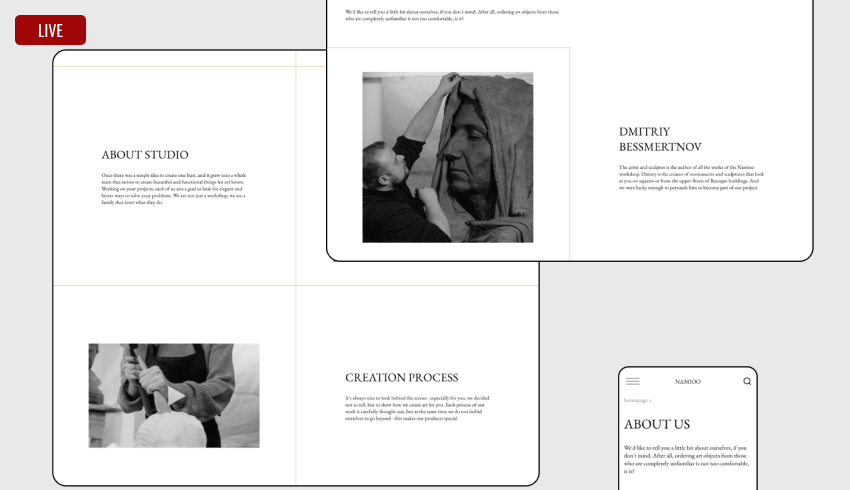 LIVE
We'd like to tell you a little bit about ourselves, if you don't mind. After all, ordering art objects from those
who are completely unfamiliar is not too comfortable, is it?
ABOUT STUDIO
Once there was a simple idea to create one bust, and it grew into a whole
team that strives to create beautiful and functional things for art lovers.
Working on your projects, each of us sets a goal to look for elegant and
better ways to solve your problems. We are not just a workshop, we are a
family that loves what they do.
DMITRIY
BESSMERTNOV
The artist and sculptor is the author of all the works of the Namioo
workshop. Dmitry is the creator of monuments and sculptures that look
at you on squares or from the upper floors of Baroque buildings. And
we were lucky enough to persuade him to become part of our project.
CREATION PROCESS
It's always nice to look behind the scenes - especially for you, we decided
not to tell, but to show how we count art for you. Each process of our
work is carefully thought out, but at the same time we do not forbid
ourselves to go beyond - this makes our products special.
NAMIOO
homepage >
ABOUT US
We'd like to tell you a little bit about ourselves, if you
don't mind. After all, ordering art objects from those
who are completely unfamiliar is not too comfortable,
is it?